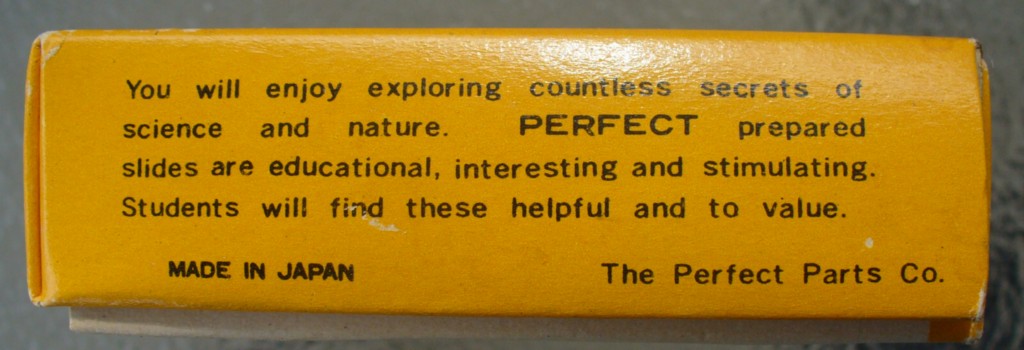 You will enjoy exploring countless secrets of
science and nature. PERFECT prepared
slides are educational, interesting and stimulating.
Students will find these helpful and to value.
MADE IN JAPAN The Perfect Parts Co.